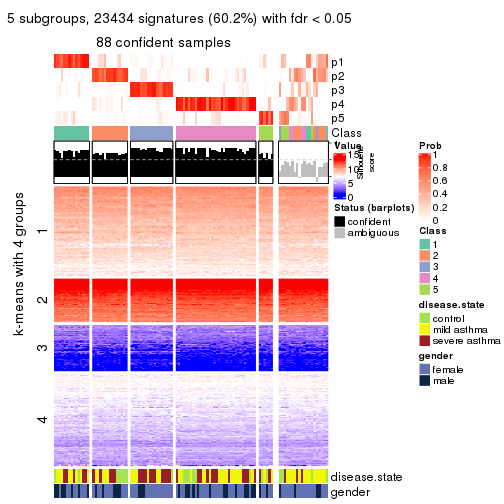 5 subgroups, 23434 signatures (60.2%) with fdr < 0.05
88 confident samples
p1
p2
p3
p4
p5
Class
Value
15
10
5
0
Silhouette
score
Status (barplots)
confident
ambiguous
Prob
1
0.8
0.6
0.4
0.2
0
Class
1
2
3
4
5
disease.state
control
mild asthma
severe asthma
gender
female
male
k-means with 4 groups
1
2
3
4
disease.state
gender